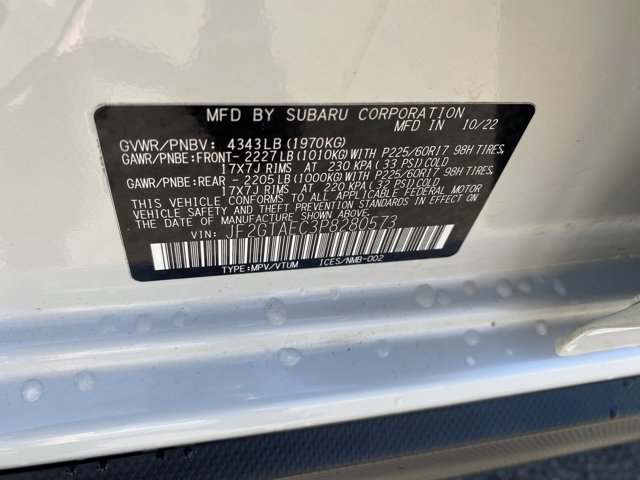 MFD BY SUBARU CORPORATION
MFD IN 10/22
GVWR/PNBV: 4343LB (1970KG)
GAWR/PNBE:FRONT- 2227LB (1010KG) WITH P225/60R17 98H TIRES,
17X7J RIMS AT 230 KPA (33 PSI) COLD
GAWR/PNBE:REAR - 2205LB (1000KG) WITH P225/60R17 98H TIRES,
17X7J RIMS AT 220 KPA (32 PSI) COLD
THIS VEHICLE CONFORMS TO ALL APPLICABLE FEDERAL MOTOR
VEHICLE SAFETY AND THEFT PREVENTION STANDARDS IN EFFECT ON
THE DATE OF MANUFACTURE SHOWN ABOVE.
VIN: JF2GTAEC3P8280573
TYPE:MPV/VTUM ICES/NMB-002